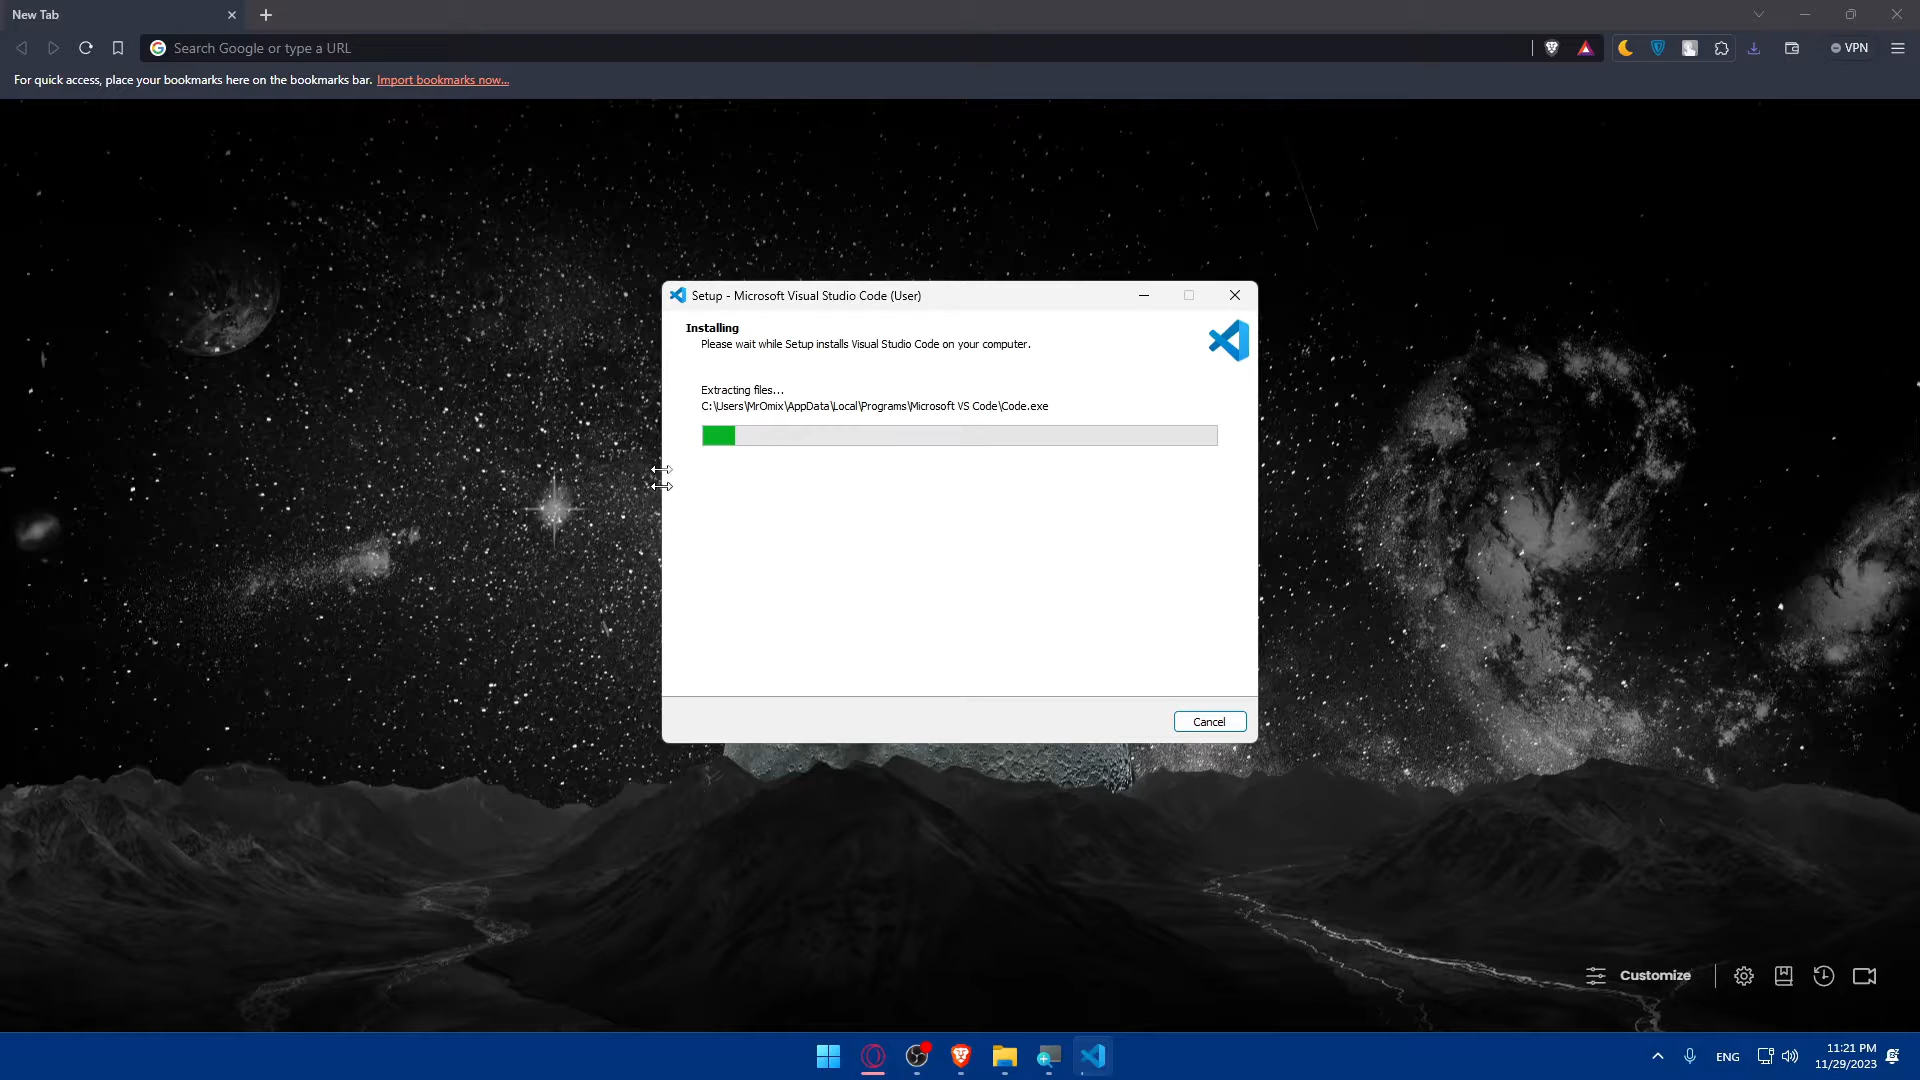 New Tab
Search Google or type a URL
VPN
For quick access, place your bookmarks here on the bookmarks bar. Import bookmarks now...
Setup - Microsoft Visual Studio Code (User)
Installing
Please wait while Setup installs Visual Studio Code on your computer.
Extracting files...
C:\Users\MrOmix\AppData\Local\Programs\Microsoft VS Code\Code.exe
Cancel
Customize
ENG
11:21 PM
11/29/2023